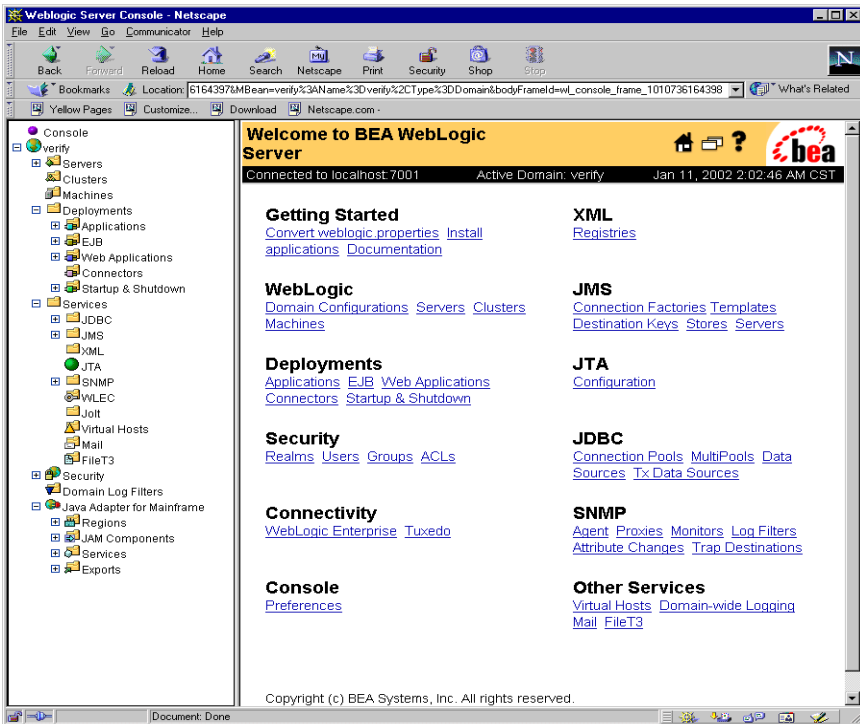 Weblogic Server Console - Netscape
File Edit View Go Communicator Help
Back Forward Reload Home Search Netscape Print Security Shop Stop
My
N
Bookmarks Location: 6164397&MBean=verify%3AName%3Dverify%2CType%3DDomain&bodyFrameId=wl_console_frame_1010736164398 What's Related
Yellow Pages Customize... Download Netscape.com
Console
verify
Servers
Clusters
Machines
Deployments
Applications
EJB
Web Applications
Connectors
Startup & Shutdown
Services
JDBC
JMS
XML
JTA
SNMP
WLEC
Jolt
Virtual Hosts
Mail
FileT3
Security
Domain Log Filters
Java Adapter for Mainframe
Regions
JAM Components
Services
Exports
Welcome to BEA WebLogic
Server
? bea
Connected to localhost:7001 Active Domain: verify Jan 11, 2002 2:02:46 AM CST
Getting Started
Convert weblogic.properties Install
applications Documentation
XML
Registries
WebLogic
Domain Configurations Servers Clusters
Machines
JMS
Connection Factories Templates
Destination Keys Stores Servers
Deployments
Applications EJB Web Applications
Connectors Startup & Shutdown
JTA
Configuration
Security
Realms Users Groups ACLs
JDBC
Connection Pools MultiPools Data
Sources Tx Data Sources
Connectivity
WebLogic Enterprise Tuxedo
SNMP
Agent Proxies Monitors Log Filters
Attribute Changes Trap Destinations
Console
Preferences
Other Services
Virtual Hosts Domain-wide Logging
Mail FileT3
Copyright (c) BEA Systems, Inc. All rights reserved.
Document: Done